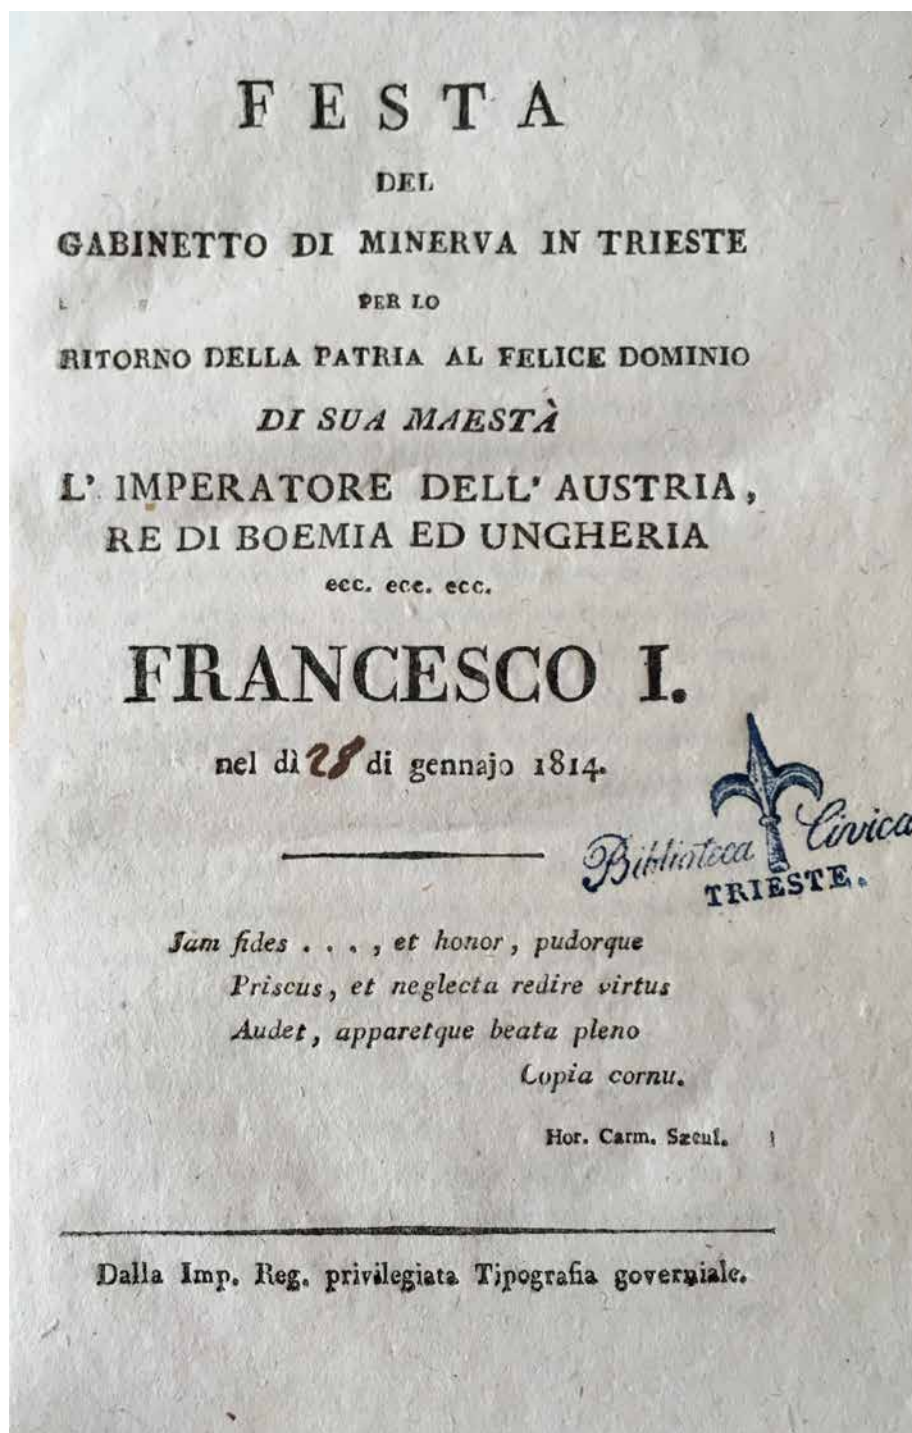 FESTA
DEL
GABINETTO DI MINERVA IN TRIESTE
PER LO
RITORNO DELLA PATRIA AL FELICE DOMINIO
DI SUA MAESTÀ
L' IMPERATORE DELL' AUSTRIA,
RE DI BOEMIA ED UNGHERIA
ecc. ecc. ecc.
FRANCESCO I.
nel dì 28 di gennajo 1814.
Biblioteca Civica
TRIESTE.
Jam fides . . . , et honor, pudorque
Priscus, et neglecta redire virtus
Audet, apparetque beata pleno
Copia cornu.
Hor. Carm. Sæcul.
Dalla Imp. Reg. privilegiata Tipografia governiale.